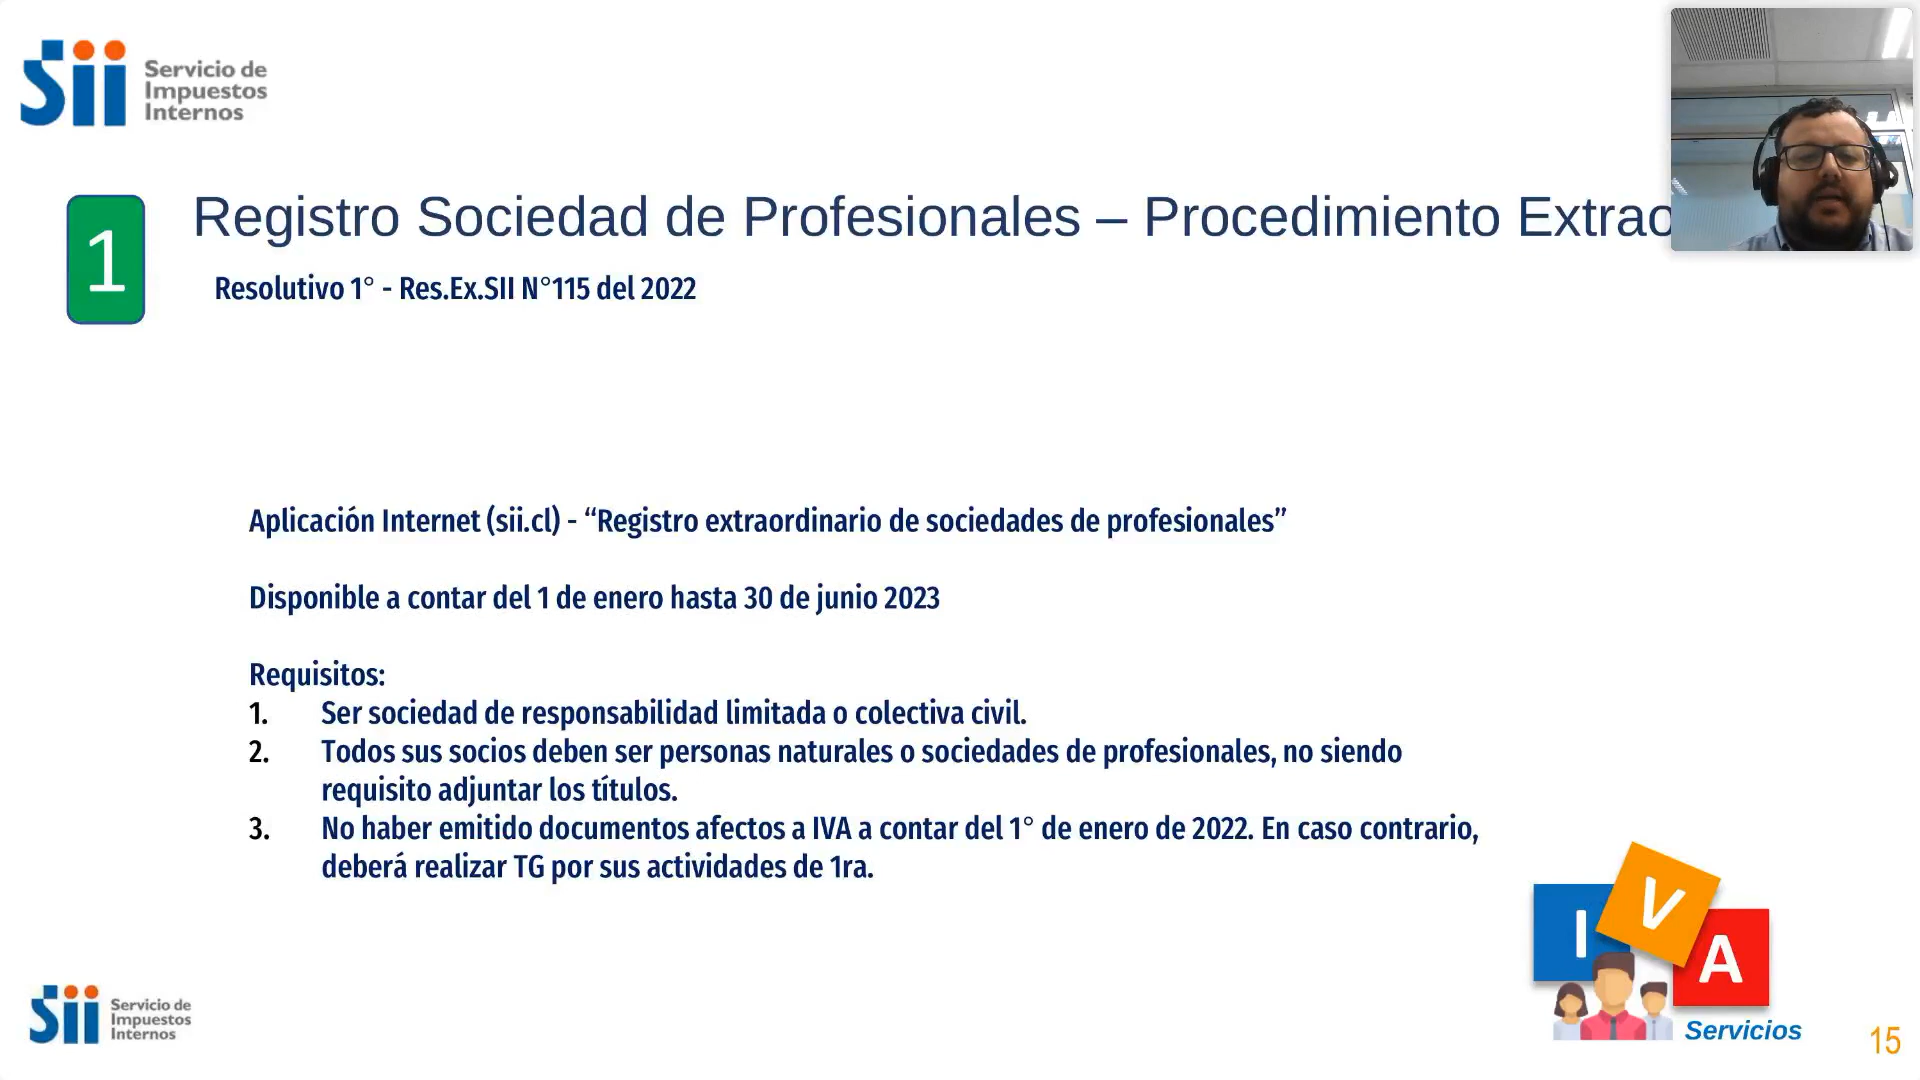 Sii Servicio de
Impuestos
Internos
1
Registro Sociedad de Profesionales – Procedimiento Extrao
Resolutivo 1° - Res.Ex.SII N°115 del 2022
Aplicación Internet (sii.cl) - “Registro extraordinario de sociedades de profesionales”
Disponible a contar del 1 de enero hasta 30 de junio 2023
Requisitos:
1. Ser sociedad de responsabilidad limitada o colectiva civil.
2. Todos sus socios deben ser personas naturales o sociedades de profesionales, no siendo
requisito adjuntar los títulos.
3. No haber emitido documentos afectos a IVA a contar del 1° de enero de 2022. En caso contrario,
deberá realizar TG por sus actividades de 1ra.
IVA
Servicios
Sii Servicio de
Impuestos
Internos
15